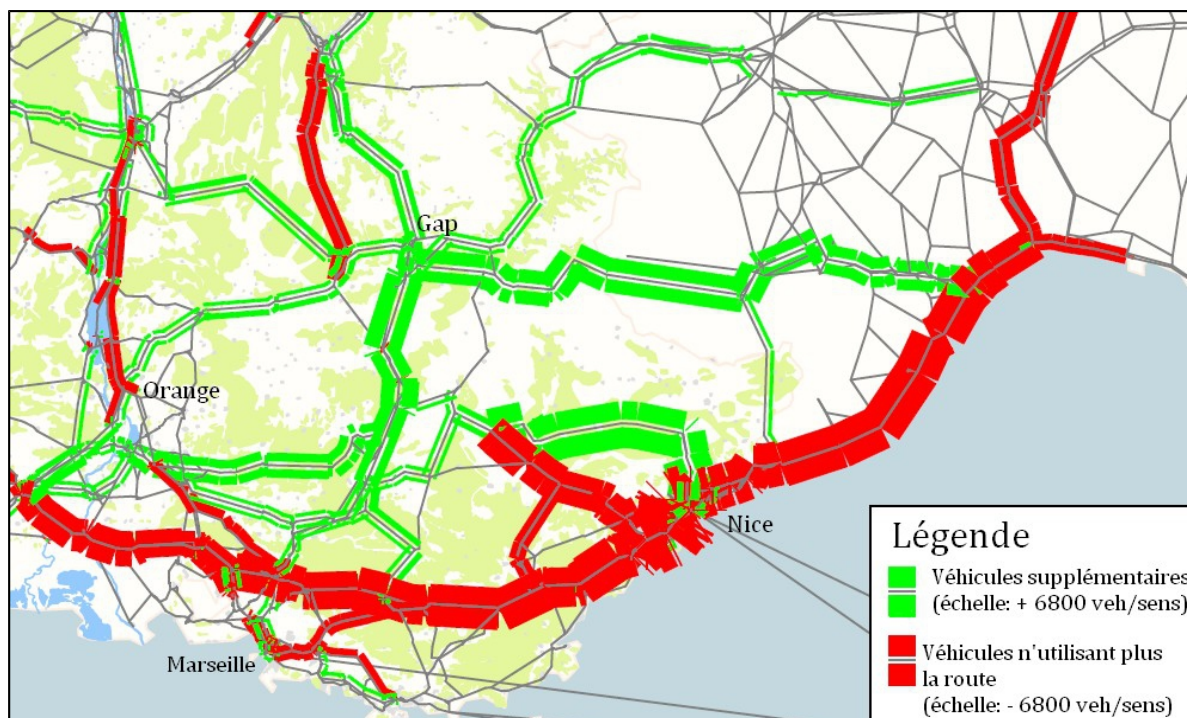 Gap
Orange
Nice
Marseille
Légende
Véhicules supplémentaires
(échelle: + 6800 veh/sens)
Véhicules n'utilisant plus
la route
(échelle: - 6800 veh/sens)